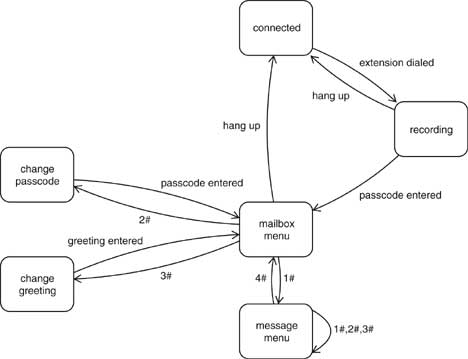 connected
extension dialed
hang up
recording
hang up
change
passcode
passcode entered
passcode entered
2#
mailbox
menu
greeting entered
change
greeting
3#
4#
1#
message
menu
1#,2#,3#